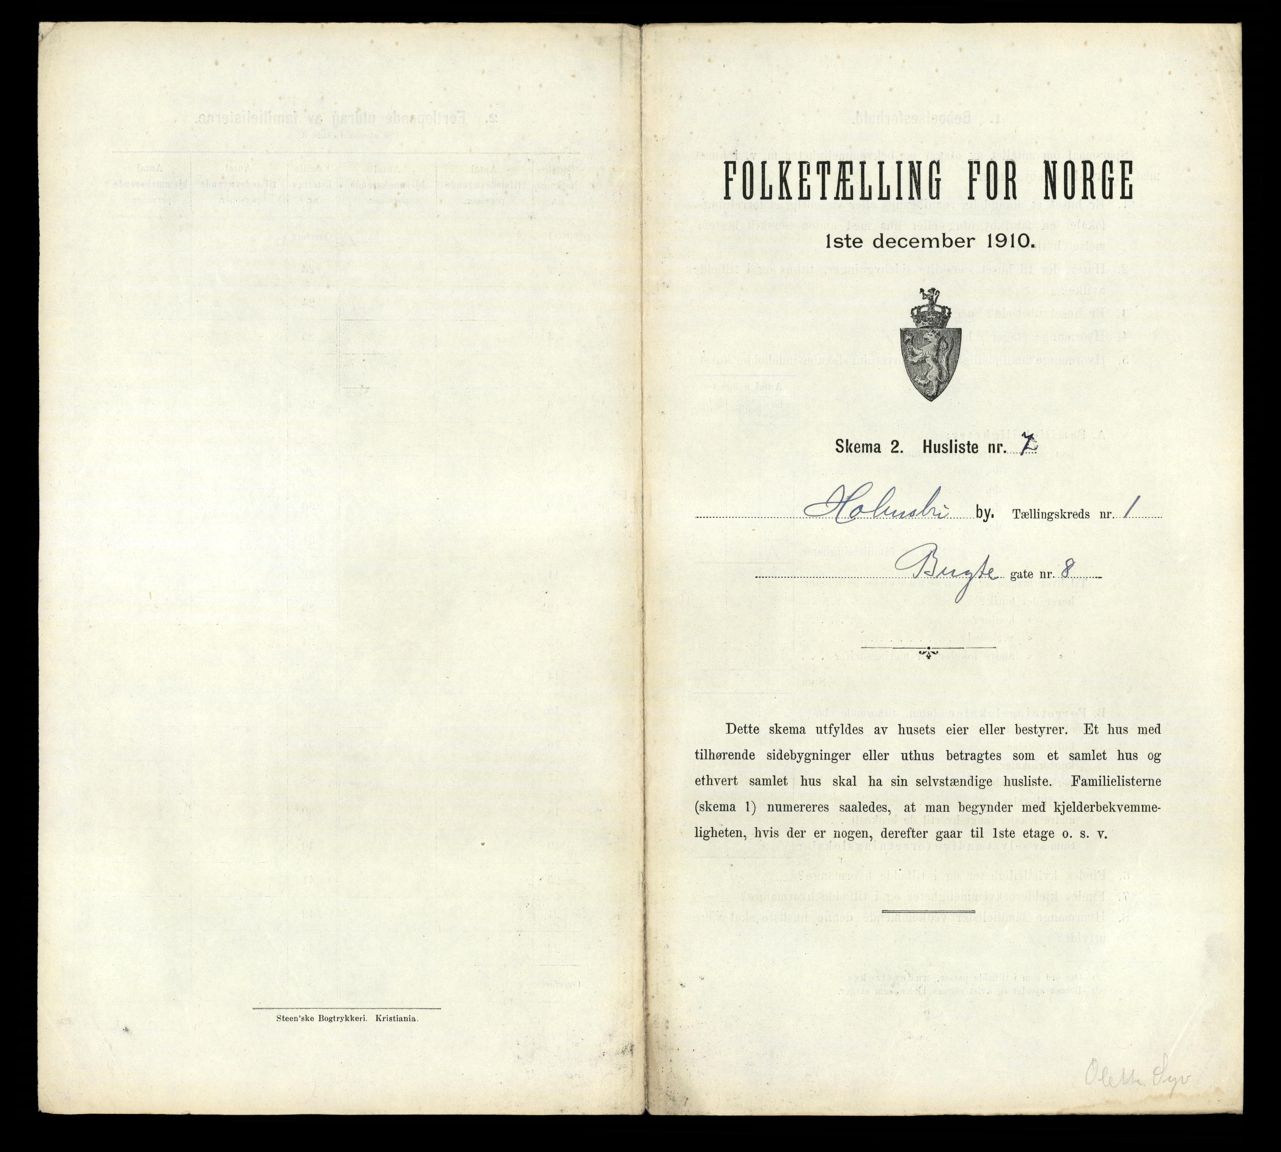 Steen'ske Bogtrykkeri. Kristiania.
FOLKETÆLLING FOR NORGE
1ste december 1910.
Skema 2. Husliste nr. 7
Holmsbu by. Tællingskreds nr. 1
Bugte gate nr. 8
Dette skema utfyldes av husets eier eller bestyrer. Et hus med
tilhørende sidebygninger eller uthus betragtes som et samlet hus og
ethvert samlet hus skal ha sin selvstændige husliste. Familielisterne
(skema 1) numereres saaledes, at man begynder med kjelderbekvemme-
ligheten, hvis der er nogen, derefter gaar til 1ste etage o. s. v.